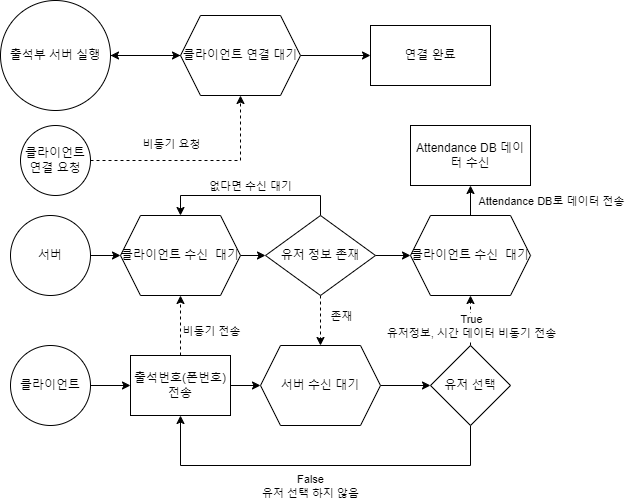 출석부 서버 실행
클라이언트 연결 대기
연결 완료
클라이언트
연결 요청
비동기 요청
Attendance DB 데이
터 수신
없다면 수신 대기
Attendance DB로 데이터 전송
서버
클라이언트 수신 대기
유저 정보 존재
클라이언트 수신 대기
비동기 전송
존재
True
유저정보, 시간 데이터 비동기 전송
클라이언트
출석번호(폰번호)
전송
서버 수신 대기
유저 선택
False
유저 선택 하지 않음